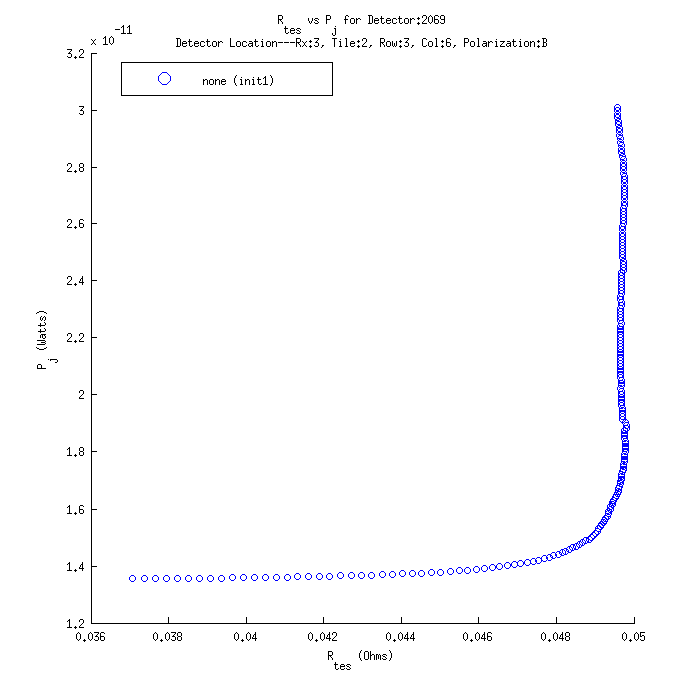 R_tes vs P_j for Detector:2069
Detector Location---Rx:3, Tile:2, Row:3, Col:6, Polarization:B
x 10^-11
none (init1)
3.2
3
2.8
2.6
2.4
2.2
2
1.8
1.6
1.4
1.2
P_j (Watts)
0.036 0.038 0.04 0.042 0.044 0.046 0.048 0.05
R_tes (Ohms)